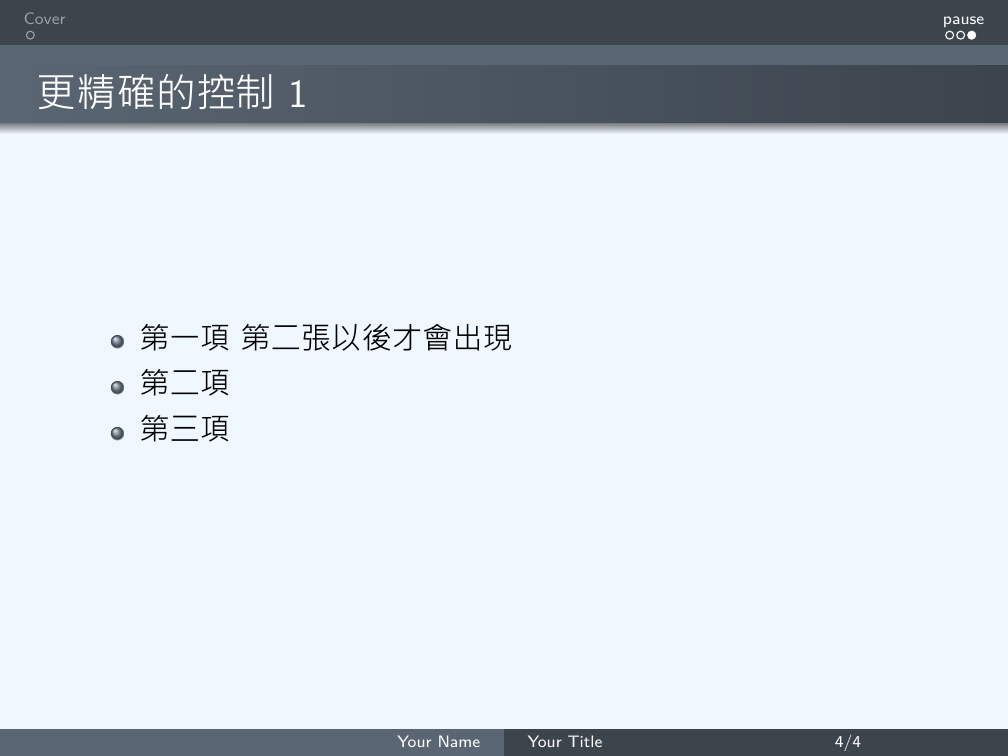 Cover
pause
更精確的控制 1
第一項 第二張以後才會出現
第二項
第三項
Your Name
Your Title
4/4